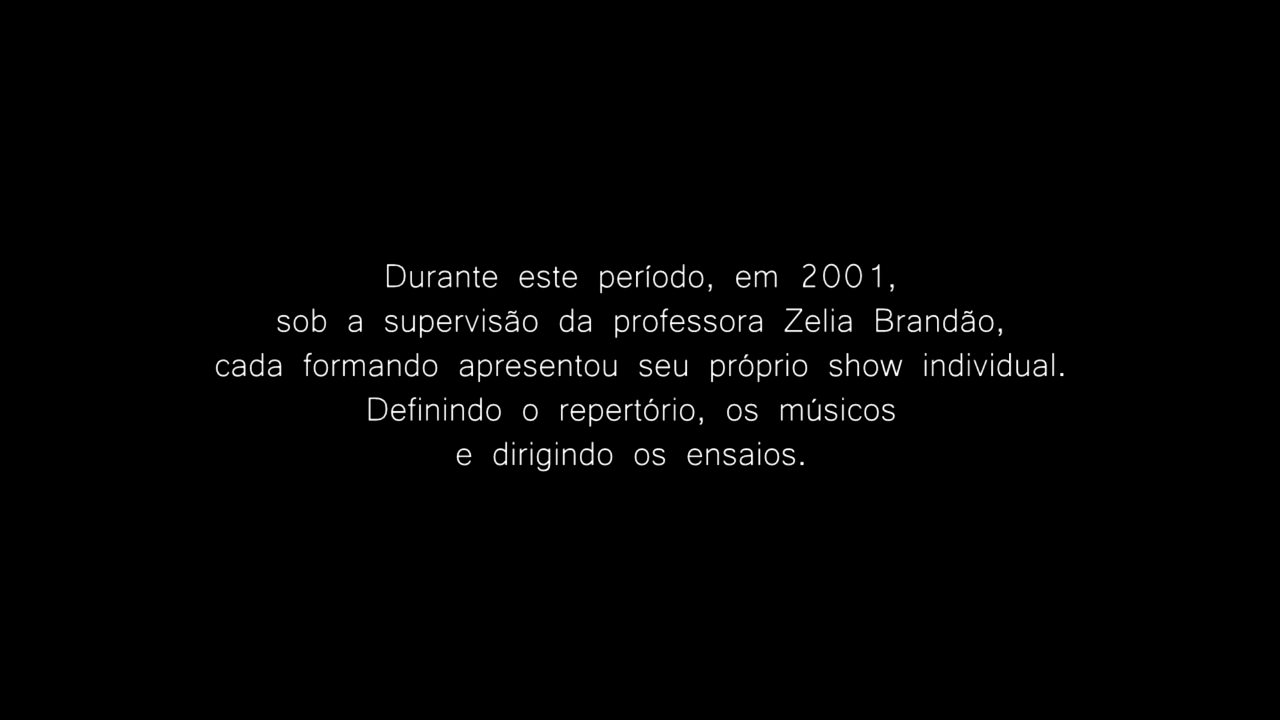 Durante este período, em 2001,
sob a supervisão da professora Zelia Brandão,
cada formando apresentou seu próprio show individual.
Definindo o repertório, os músicos
e dirigindo os ensaios.